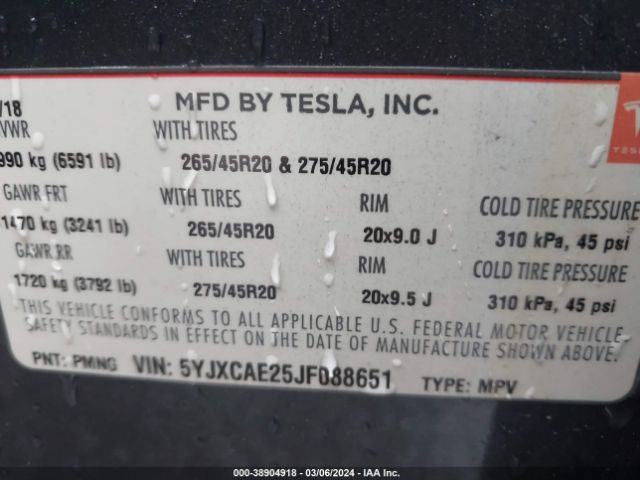 /18 MFD BY TESLA, INC.
VWR WITH TIRES
990 kg (6591 lb) 265/45R20 & 275/45R20
GAWR FRT WITH TIRES RIM COLD TIRE PRESSURE
1470 kg (3241 lb) 265/45R20 20x9.0 J 310 kPa, 45 psi
GAWR RR WITH TIRES RIM COLD TIRE PRESSURE
1720 kg (3792 lb) 275/45R20 20x9.5 J 310 kPa, 45 psi
THIS VEHICLE CONFORMS TO ALL APPLICABLE U.S. FEDERAL MOTOR VEHICLE
SAFETY STANDARDS IN EFFECT ON THE DATE OF MANUFACTURE SHOWN ABOVE.
PNT: PMNG VIN: 5YJXCAE25JF088651 TYPE: MPV
000-38904918 - 03/06/2024 - IAA Inc.